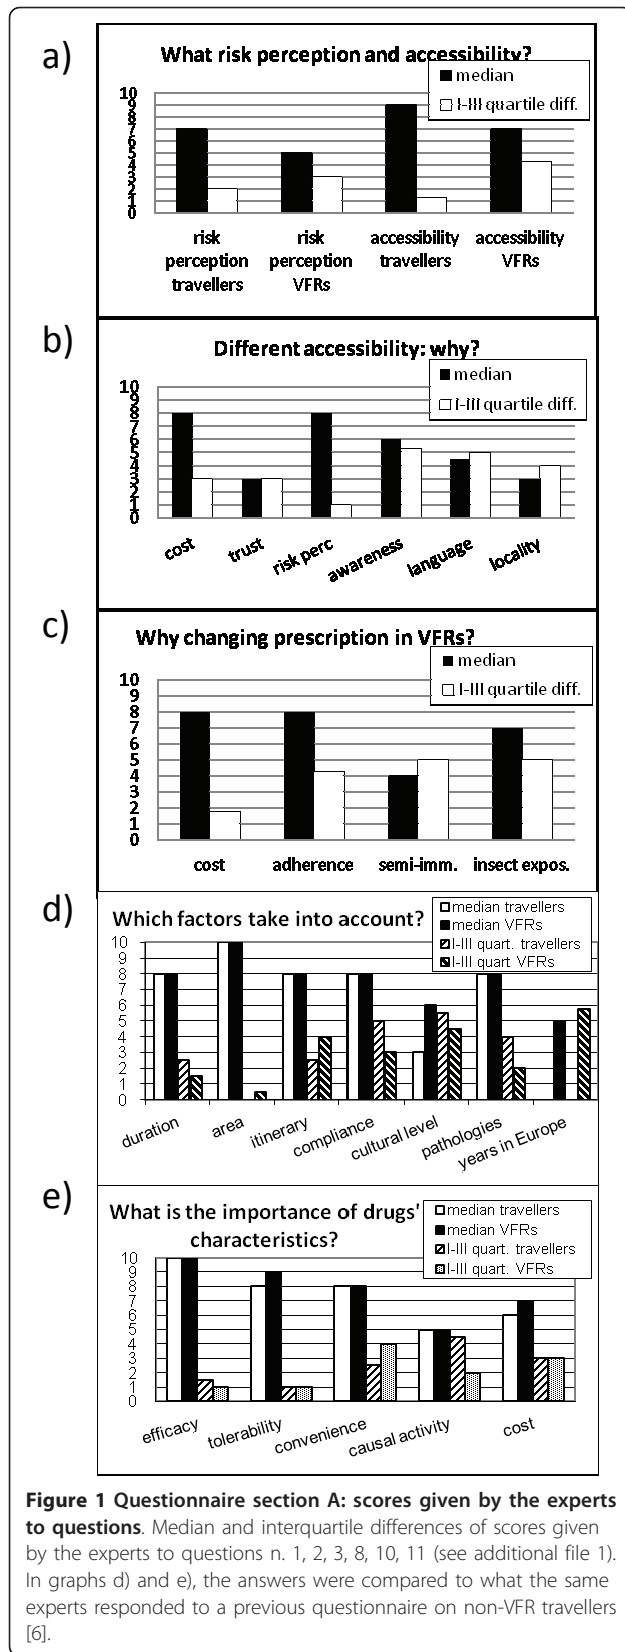 a)
What risk perception and accessibility?
median
I-III quartile diff.
10
9
8
7
6
5
4
3
2
1
0
risk perception travellers
risk perception VFRs
accessibility travellers
accessibility VFRs
b)
Different accessibility: why?
median
I-III quartile diff.
10
9
8
7
6
5
4
3
2
1
0
cost
trust
risk perc
awareness
language
locality
c)
Why changing prescription in VFRs?
median
I-III quartile diff.
10
9
8
7
6
5
4
3
2
1
0
cost
adherence
semi-imm.
insect expos.
d)
Which factors take into account?
median travellers
median VFRs
I-III quart. travellers
I-III quart VFRs
10
9
8
7
6
5
4
3
2
1
0
duration
area
itinerary
compliance
cultural level
pathologies
years in Europe
e)
What is the importance of drugs'
characteristics?
median travellers
median VFRs
I-III quart. travellers
I-III quart. VFRs
10
9
8
7
6
5
4
3
2
1
0
efficacy
tolerability
convenience
causal activity
cost
Figure 1 Questionnaire section A: scores given by the experts
to questions. Median and interquartile differences of scores given
by the experts to questions n. 1, 2, 3, 8, 10, 11 (see additional file 1).
In graphs d) and e), the answers were compared to what the same
experts responded to a previous questionnaire on non-VFR travellers
[6].